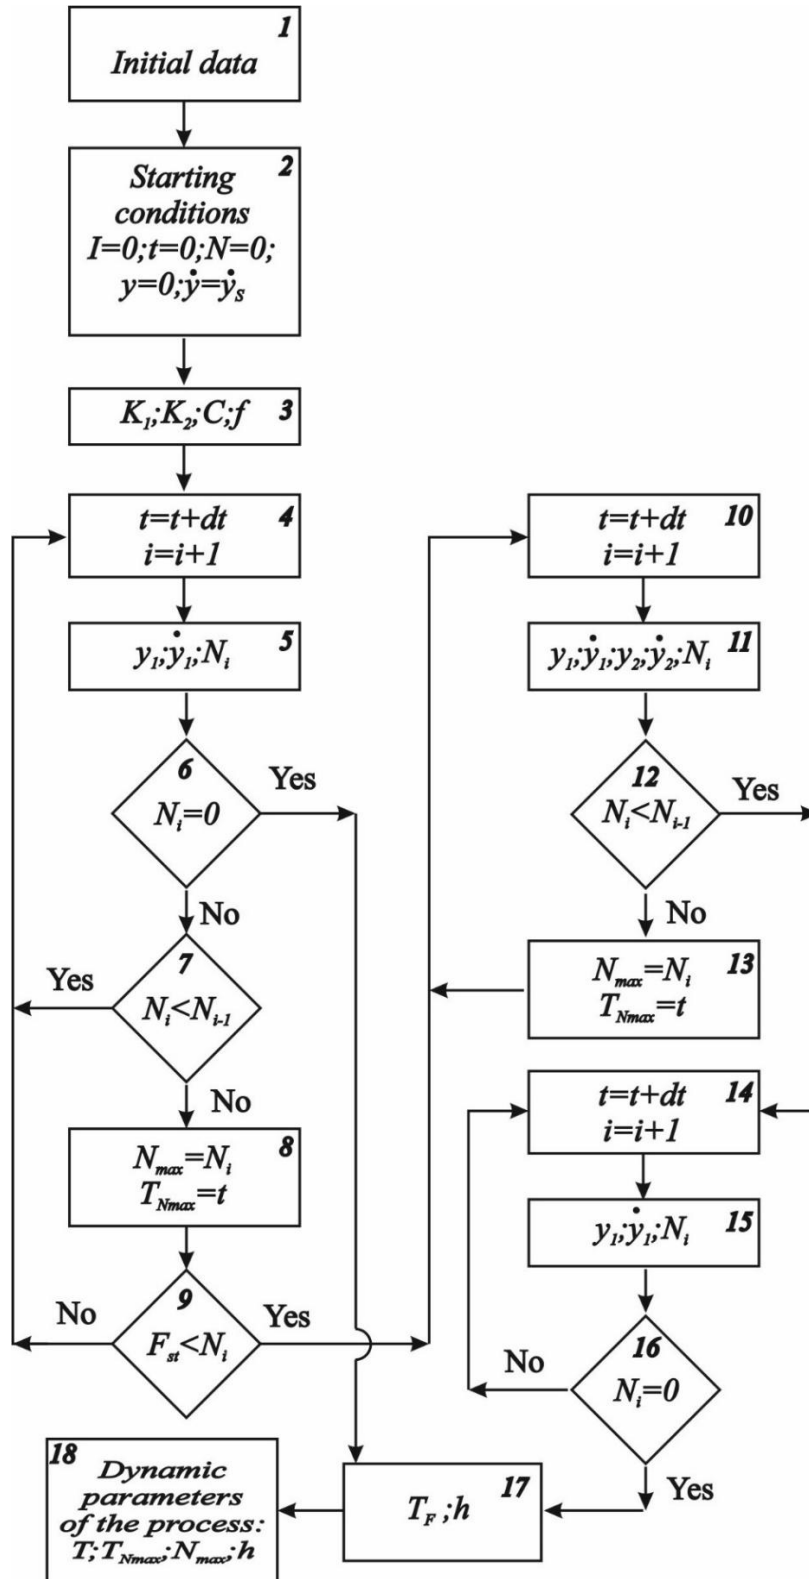 1
Initial data
2
Starting
conditions
I=0;t=0;N=0;
y=0;ẏ=ẏₛ
K₁;K₂;C;f 3
t=t+dt 4
i=i+1
y₁;ẏ₁;Nᵢ 5
6
Nᵢ=0
Yes
No
7
Nᵢ<Nᵢ₋₁
Yes
No
8
Nmax=Nᵢ
TNmax=t
9
Fst<Nᵢ
No
Yes
t=t+dt 10
i=i+1
y₁;ẏ₁;y₂;ẏ₂;Nᵢ 11
12
Nᵢ<Nᵢ₋₁
Yes
No
Nmax=Nᵢ 13
TNmax=t
t=t+dt 14
i=i+1
y₁;ẏ₁;Nᵢ 15
16
Nᵢ=0
No
Yes
17
TF;h
18
Dynamic
parameters
of the process:
T;TNmax;Nmax;h